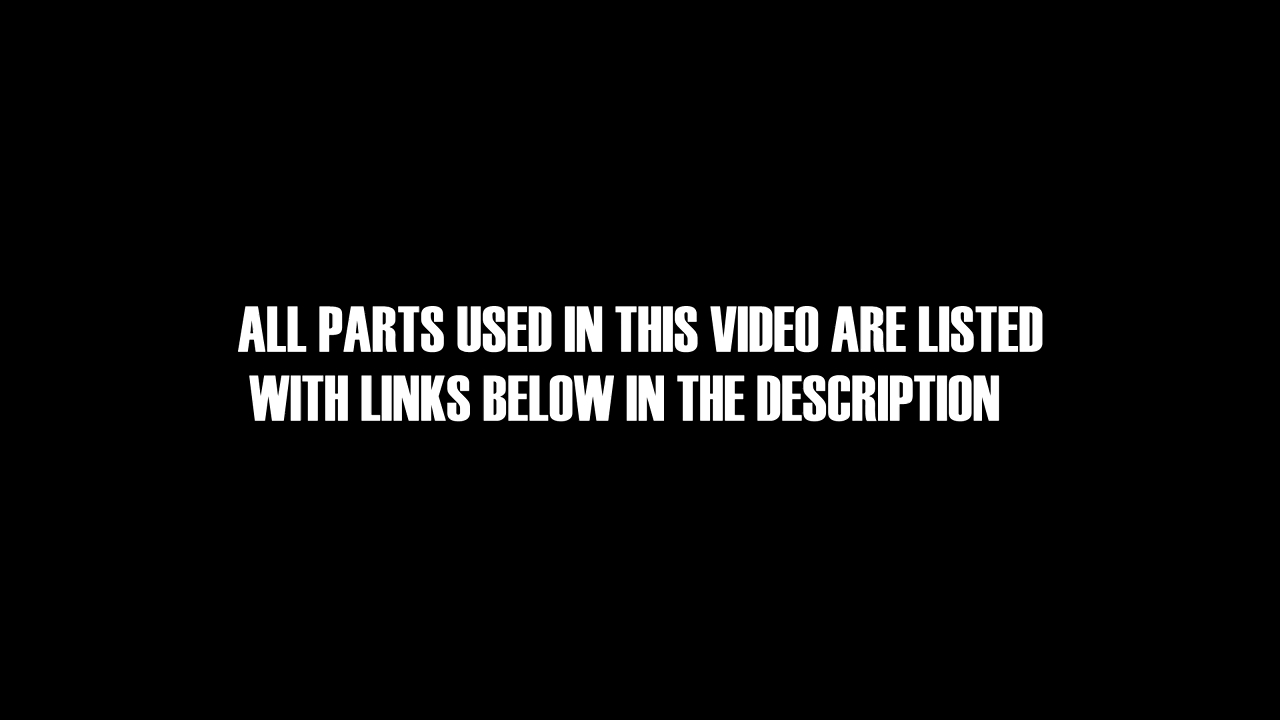 ALL PARTS USED IN THIS VIDEO ARE LISTED
WITH LINKS BELOW IN THE DESCRIPTION